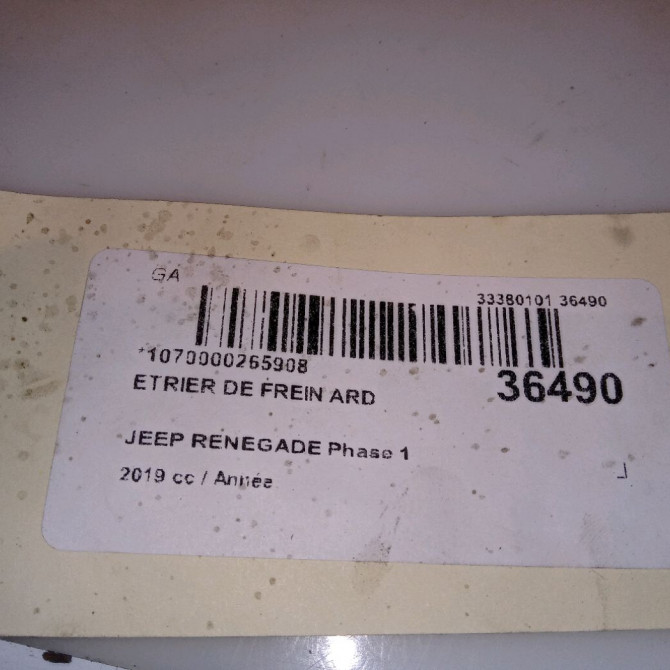 GA
33380101 36490
*1070000265908
36490
ETRIER DE FREIN ARD
JEEP RENEGADE Phase 1
2019 cc / Année